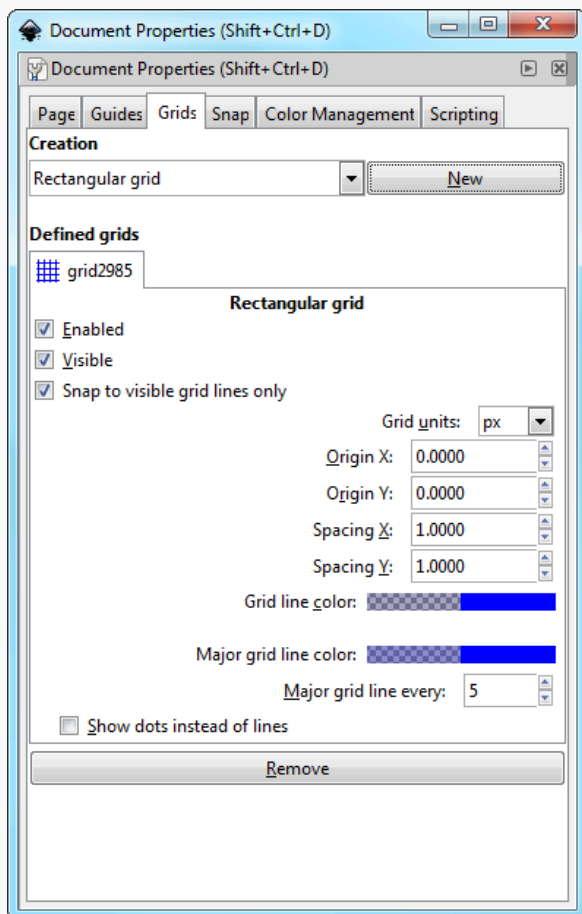 Document Properties (Shift+Ctrl+D)
Document Properties (Shift+Ctrl+D)
Page Guides Grids Snap Color Management Scripting
Creation
Rectangular grid New
Defined grids
grid2985
Rectangular grid
Enabled
Visible
Snap to visible grid lines only
Grid units: px
Origin X: 0.0000
Origin Y: 0.0000
Spacing X: 1.0000
Spacing Y: 1.0000
Grid line color:
Major grid line color:
Major grid line every: 5
Show dots instead of lines
Remove